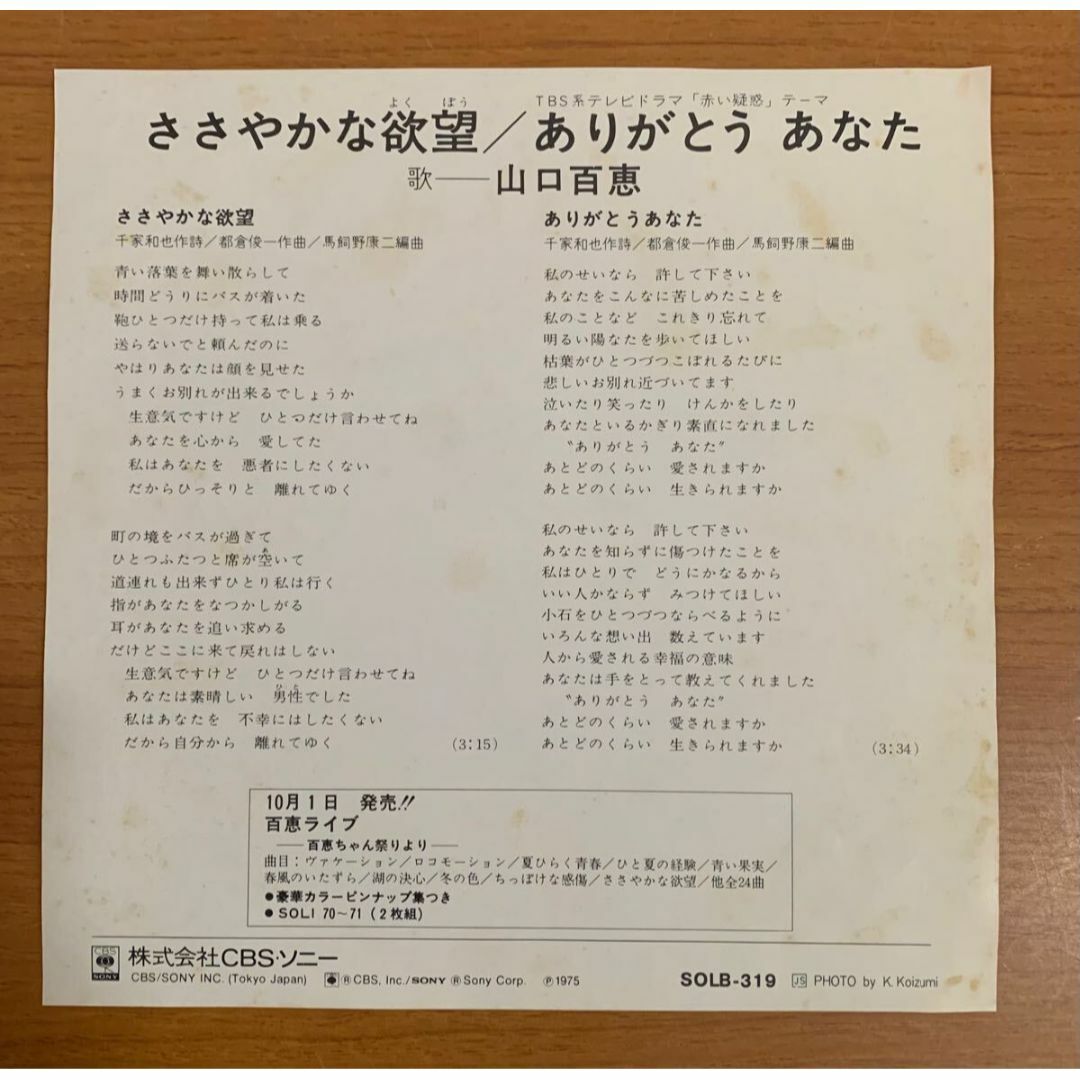 TBS系テレビドラマ「赤い疑惑」テーマ
よく ぼう
ささやかな欲望／ありがとう あなた
歌──山口百恵
ささやかな欲望
千家和也作詩／都倉俊一作曲／馬飼野康二編曲
青い落葉を舞い散らして
時間どうりにバスが着いた
鞄ひとつだけ持って私は乗る
送らないでと頼んだのに
やはりあなたは顔を見せた
うまくお別れが出来るでしょうか
生意気ですけど　ひとつだけ言わせてね
あなたを心から　愛してた
私はあなたを　悪者にしたくない
だからひっそりと　離れてゆく
町の境をバスが過ぎて
あ
ひとつふたつと席が空いて
道連れも出来ずひとり私は行く
指があなたをなつかしがる
耳があなたを追い求める
だけどここに来て戻れはしない
生意気ですけど　ひとつだけ言わせてね
ひと
あなたは素晴しい　男性でした
私はあなたを　不幸にはしたくない
だから自分から　離れてゆく
(3:15)
ありがとうあなた
千家和也作詩／都倉俊一作曲／馬飼野康二編曲
私のせいなら　許して下さい
あなたをこんなに苦しめたことを
私のことなど　これきり忘れて
明るい陽なたを歩いてほしい
枯葉がひとつづつこぼれるたびに
悲しいお別れ近づいてます
泣いたり笑ったり　けんかをしたり
あなたといるかぎり素直になれました
〝ありがとう　あなた〟
あとどのくらい　愛されますか
あとどのくらい　生きられますか
私のせいなら　許して下さい
あなたを知らずに傷つけたことを
私はひとりで　どうにかなるから
いい人かならず　みつけてほしい
小石をひとつづつならべるように
いろんな想い出　数えています
人から愛される幸福の意味
あなたは手をとって教えてくれました
〝ありがとう　あなた〟
あとどのくらい　愛されますか
あとどのくらい　生きられますか
(3:34)
10月1日　発売!!
百恵ライブ
──百恵ちゃん祭りより──
曲目：ヴァケーション／ロコモーション／夏ひらく青春／ひと夏の経験／青い果実／
春風のいたずら／湖の決心／冬の色／ちっぽけな感傷／ささやかな欲望／他全24曲
●豪華カラーピンナップ集つき
●SOLI 70～71（2枚組）
CBS
SONY
株式会社CBS・ソニー
CBS/SONY INC. (Tokyo Japan)
® CBS, Inc./SONY ® Sony Corp.
℗1975
SOLB-319
JS
PHOTO by K. Koizumi